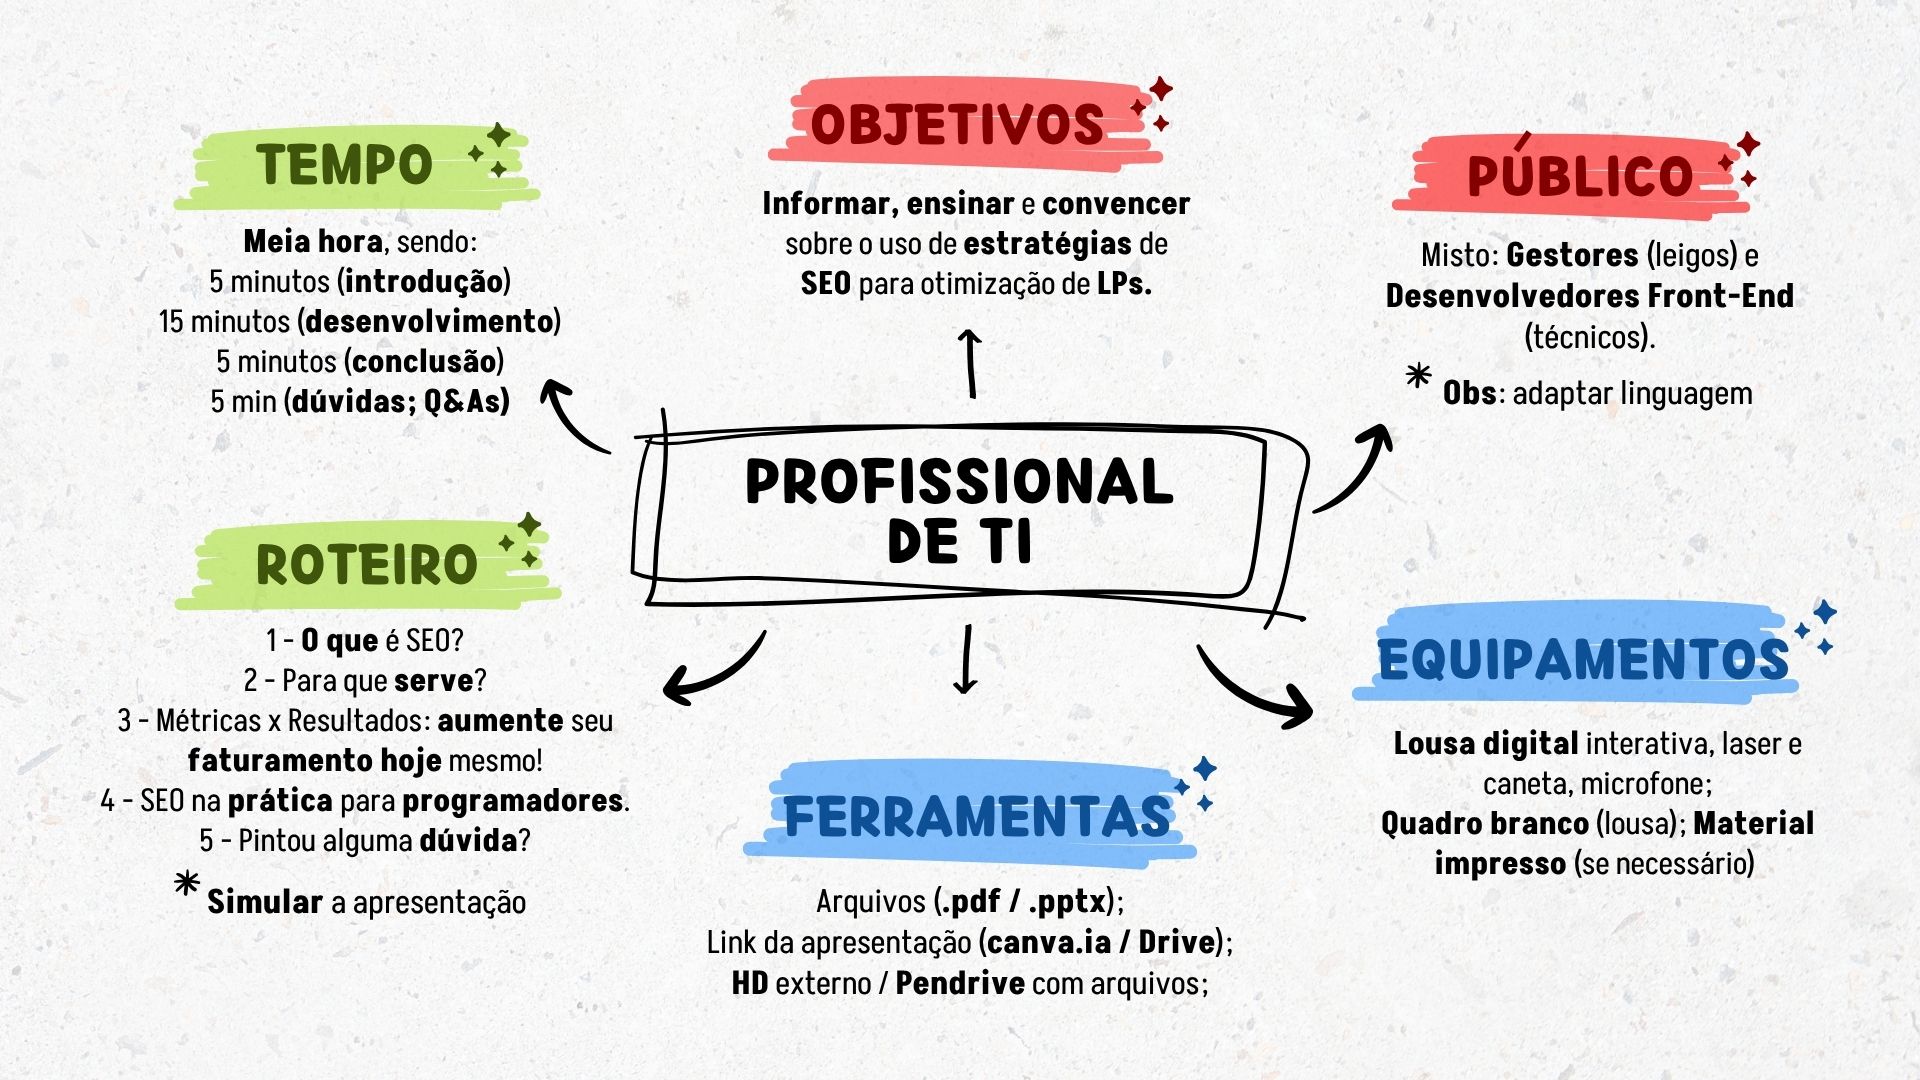 TEMPO
Meia hora, sendo:
5 minutos (introdução)
15 minutos (desenvolvimento)
5 minutos (conclusão)
5 min (dúvidas; Q&As)
OBJETIVOS
Informar, ensinar e convencer
sobre o uso de estratégias de
SEO para otimização de LPs.
PÚBLICO
Misto: Gestores (leigos) e
Desenvolvedores Front-End
(técnicos).
* Obs: adaptar linguagem
PROFISSIONAL
DE TI
ROTEIRO
1 - O que é SEO?
2 - Para que serve?
3 - Métricas x Resultados: aumente seu
faturamento hoje mesmo!
4 - SEO na prática para programadores.
5 - Pintou alguma dúvida?
* Simular a apresentação
FERRAMENTAS
Arquivos (.pdf / .pptx);
Link da apresentação (canva.ia / Drive);
HD externo / Pendrive com arquivos;
EQUIPAMENTOS
Lousa digital interativa, laser e
caneta, microfone;
Quadro branco (lousa); Material
impresso (se necessário)